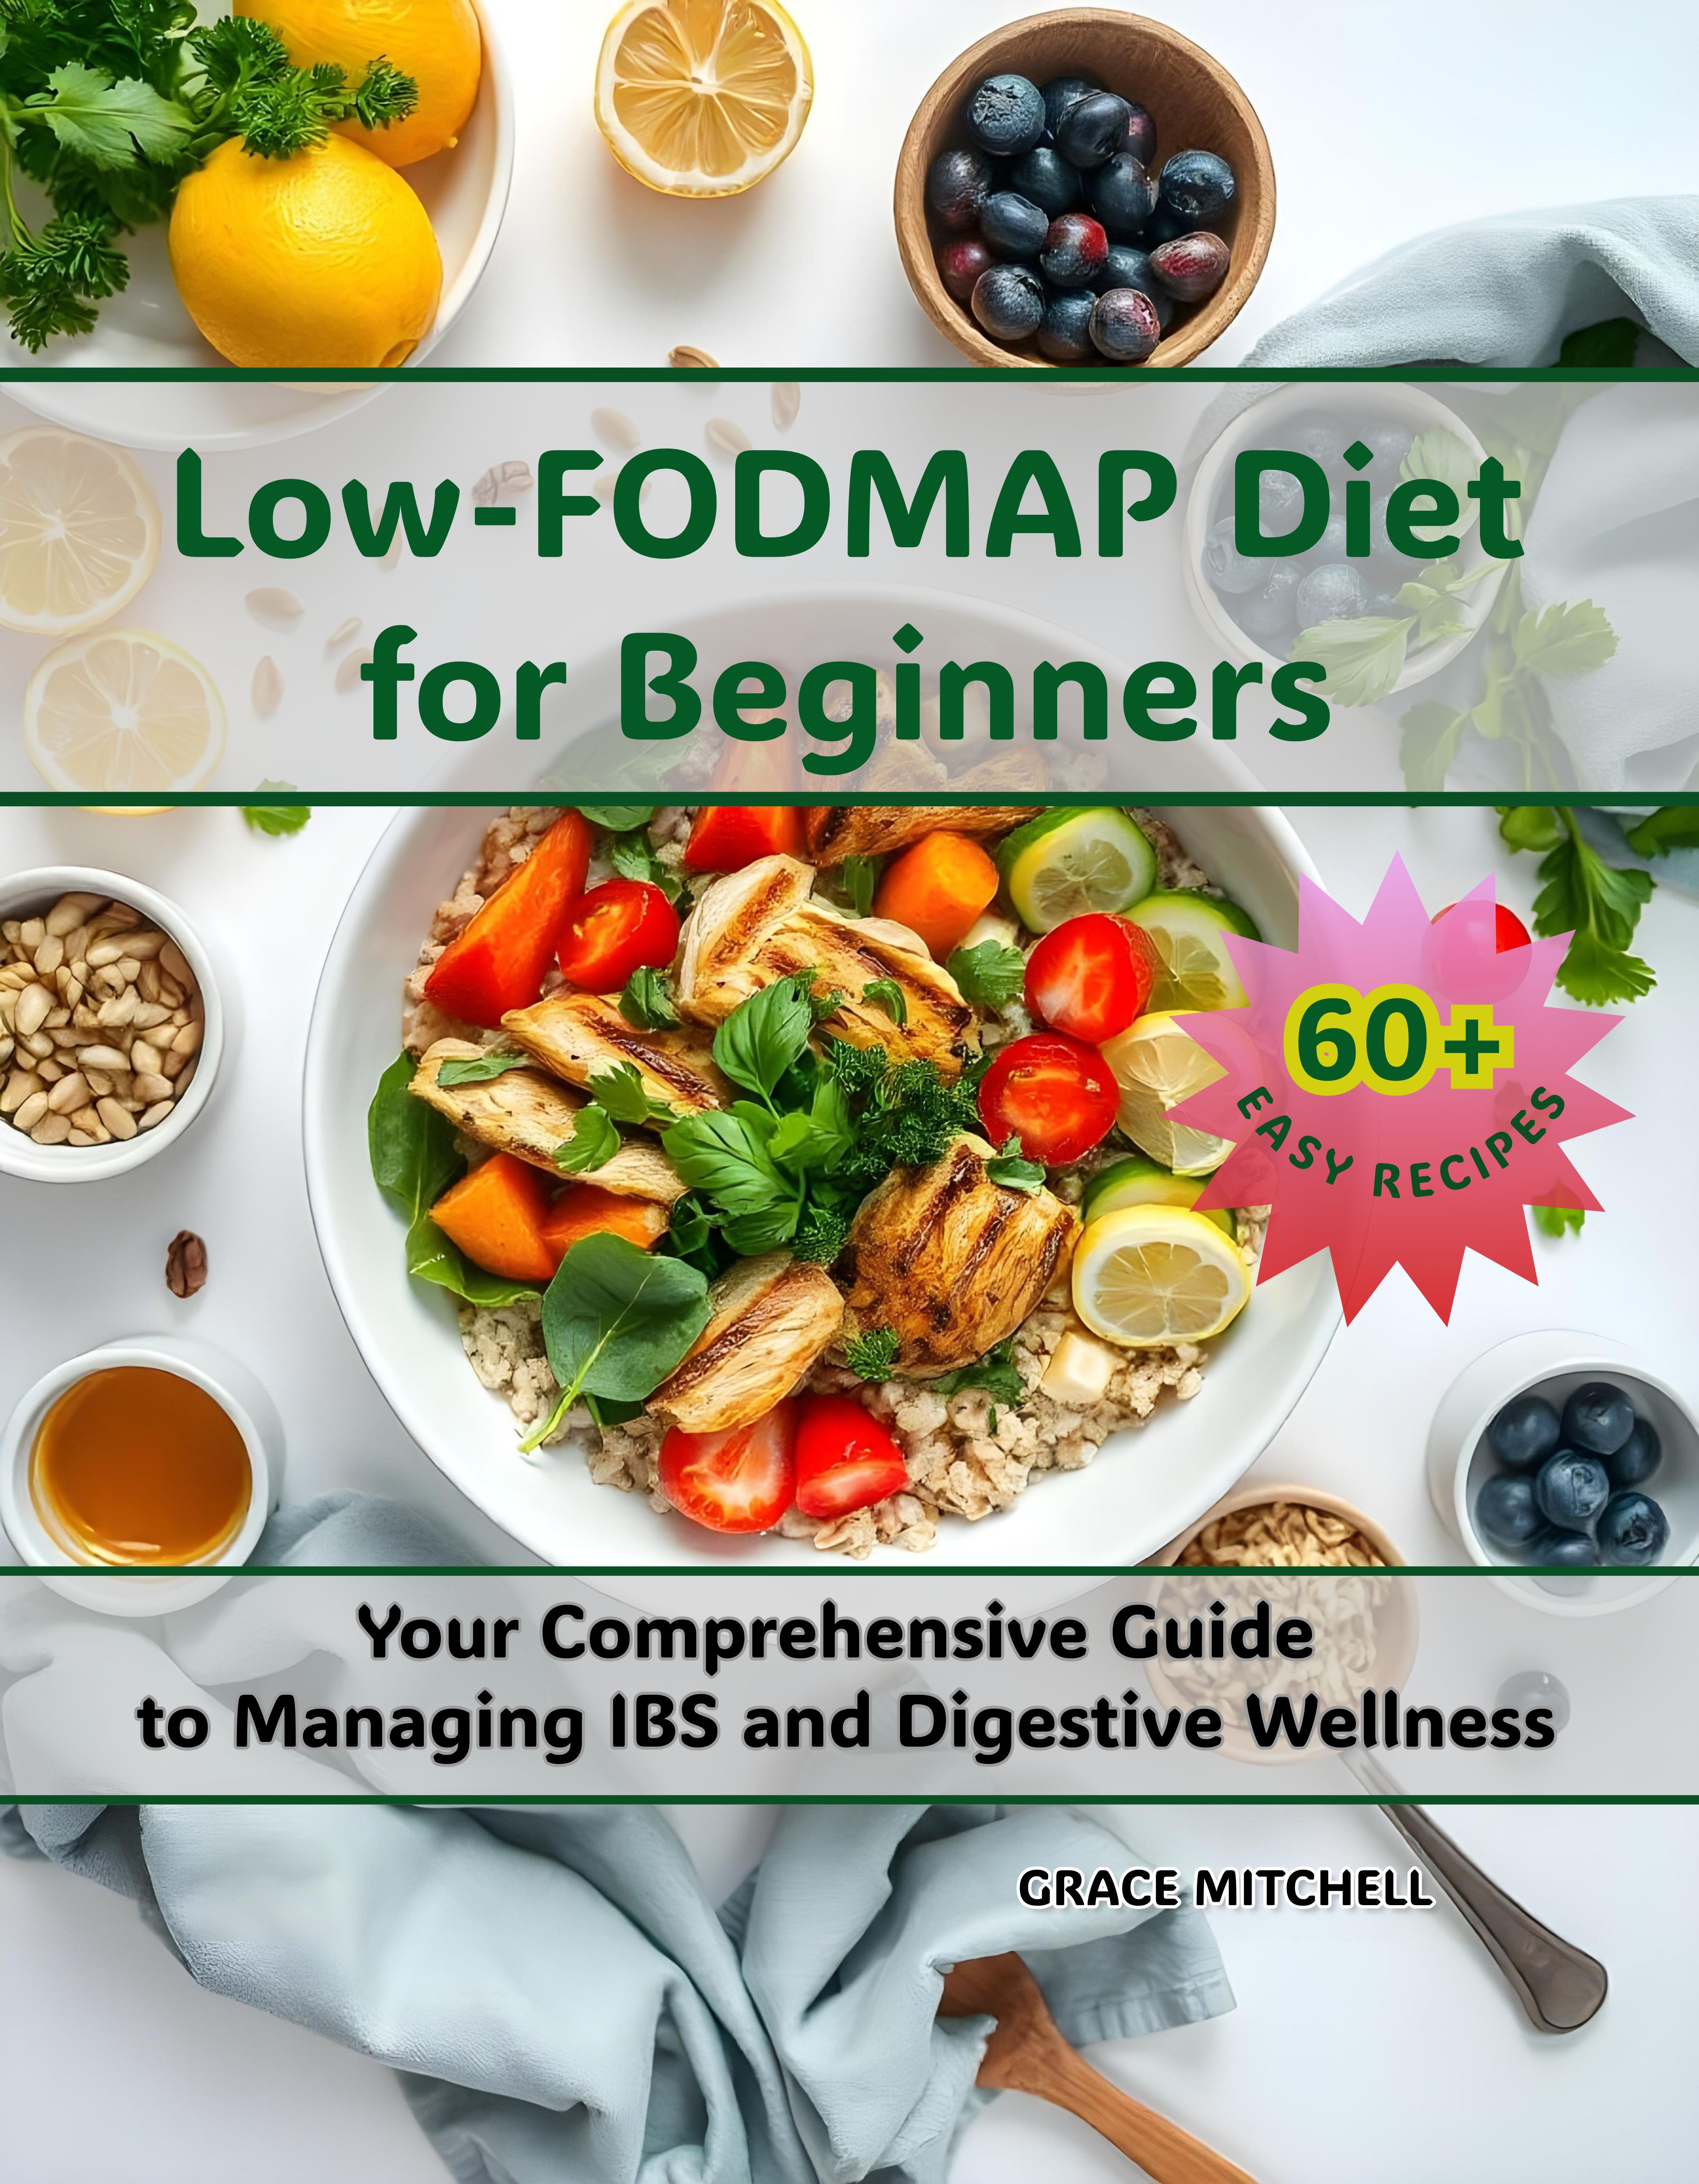 Low-FODMAP Diet
for Beginners
60+
EASY RECIPES
Your Comprehensive Guide
to Managing IBS and Digestive Wellness
GRACE MITCHELL